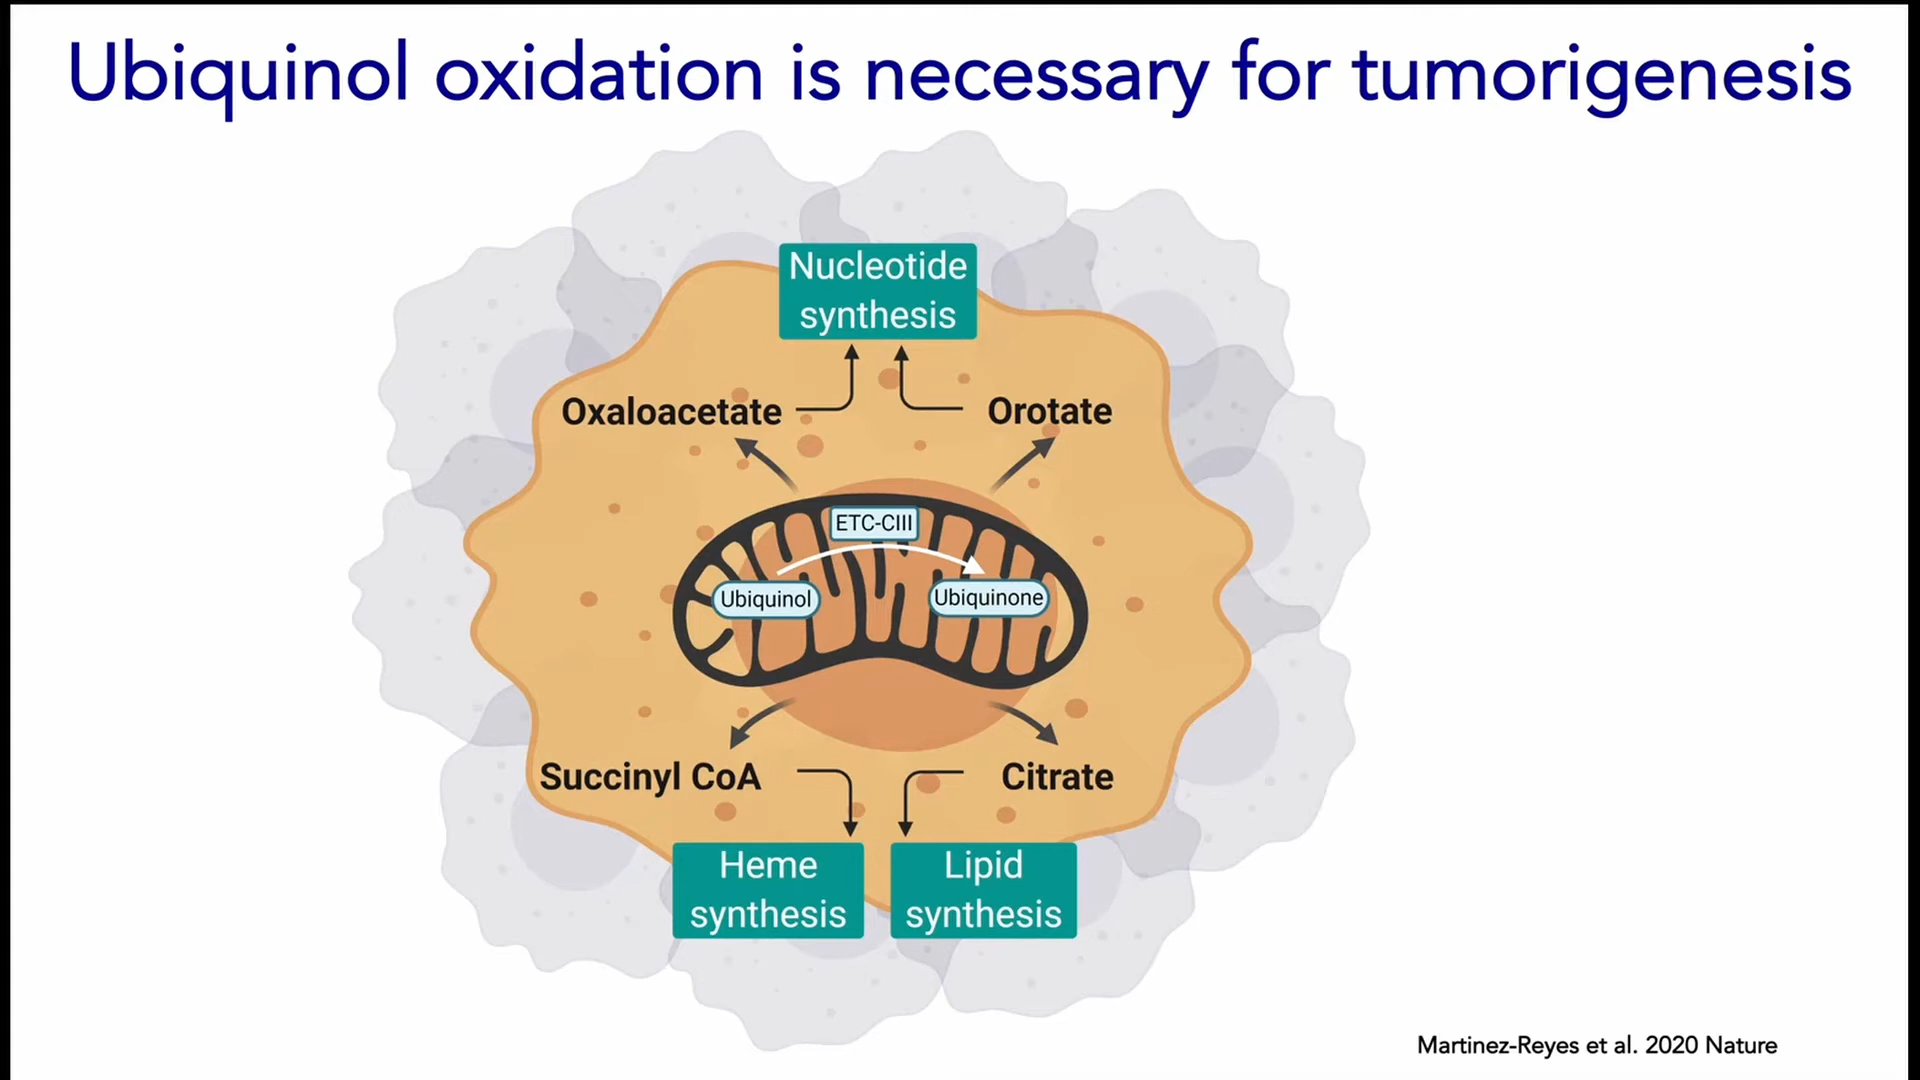 Ubiquinol oxidation is necessary for tumorigenesis
Nucleotide
synthesis
Oxaloacetate
Orotate
ETC-CIII
Ubiquinol
Ubiquinone
Succinyl CoA
Citrate
Heme
synthesis
Lipid
synthesis
Martinez-Reyes et al. 2020 Nature